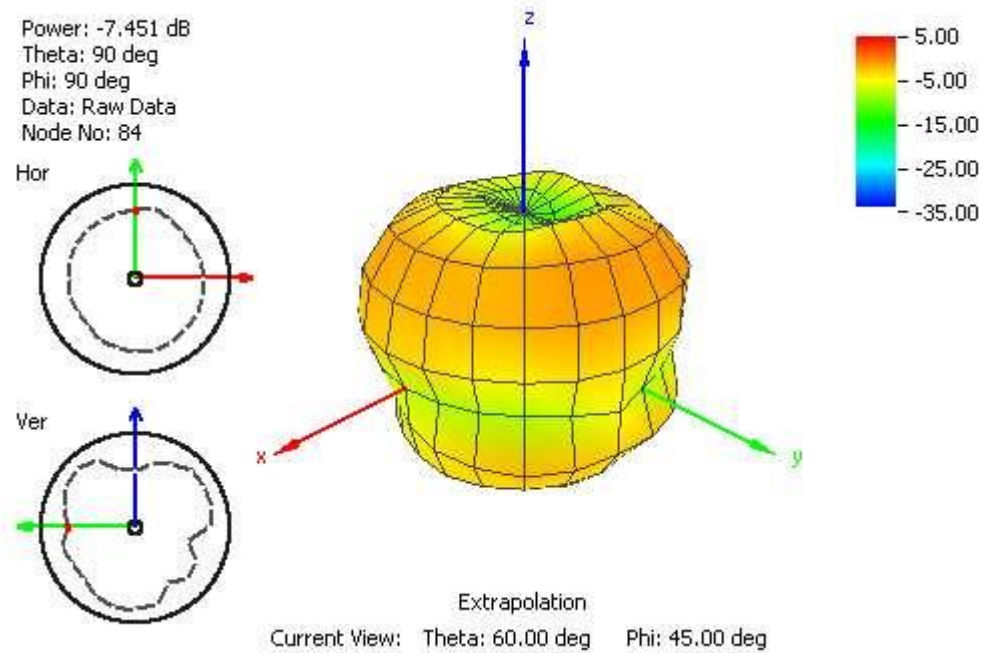 Power: -7.451 dB
Theta: 90 deg
Phi: 90 deg
Data: Raw Data
Node No: 84
Hor
Ver
z
x
y
5.00
-5.00
-15.00
-25.00
-35.00
Extrapolation
Current View: Theta: 60.00 deg Phi: 45.00 deg